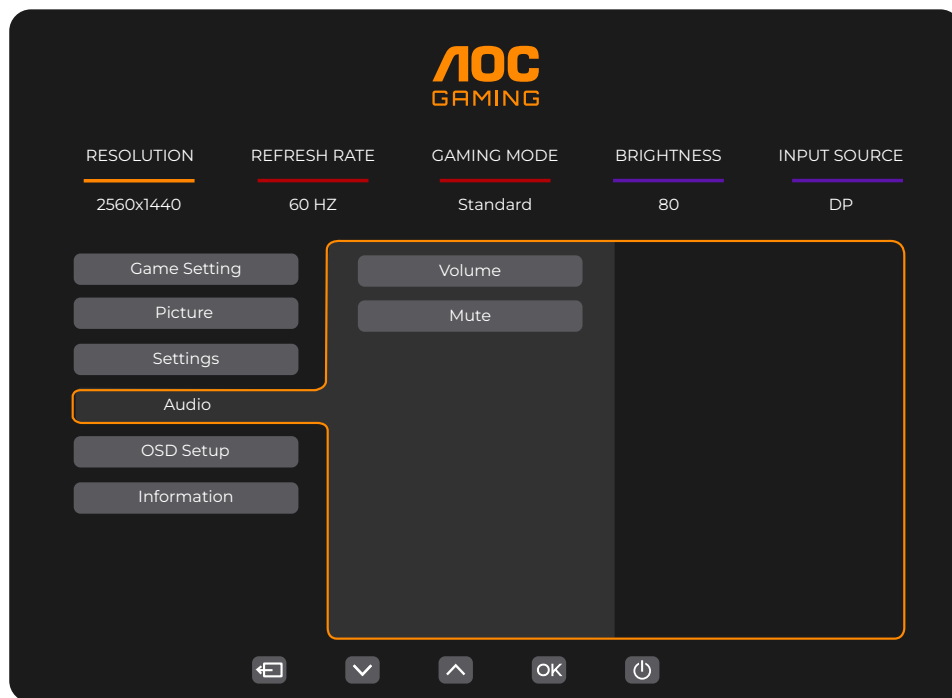 AOC
GAMING
RESOLUTION REFRESH RATE GAMING MODE BRIGHTNESS INPUT SOURCE
2560x1440 60 HZ Standard 80 DP
Game Setting Volume
Picture Mute
Settings
Audio
OSD Setup
Information
OK